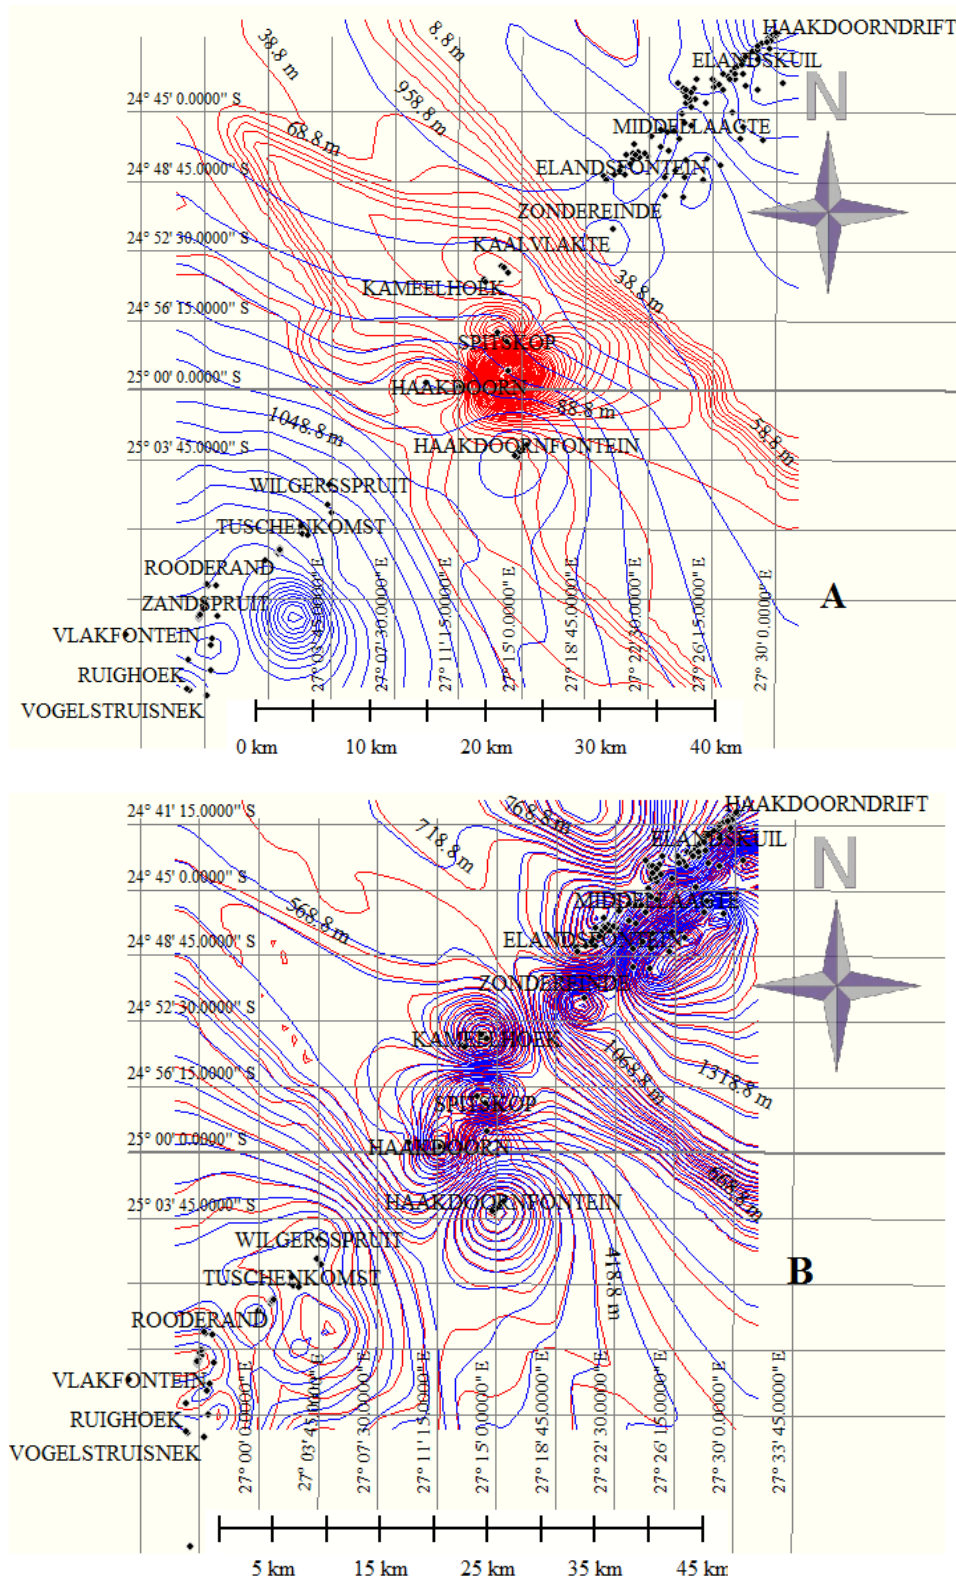 HAAKDOORNDRIFT
38.8 m
8.8 m
ELANDSKUIL
958.8 m
N
24° 45' 0.0000" S
68.8 m
MIDDELLAAGTE
24° 48' 45.0000" S
ELANDSFONTEIN
ZONDEREINDE
24° 52' 30.0000" S
KAALVLAKTE
KAMEELHOEK
38.8 m
24° 56' 15.0000" S
SPITSKOP
25° 00' 0.0000" S
HAAKDOORN
88.8 m
1048.8 m
58.8 m
25° 03' 45.0000" S
HAAKDOORNFONTEIN
WILGERSSPRUIT
TUSCHENKOMST
ROODERAND
ZANDSPRUIT
A
VLAKFONTEIN
RUIGHOEK
VOGELSTRUISNEK
27° 03' 45.0000" E
27° 07' 30.0000" E
27° 11' 15.0000" E
27° 15' 0.0000" E
27° 18' 45.0000" E
27° 22' 30.0000" E
27° 26' 15.0000" E
27° 30' 0.0000" E
0 km 10 km 20 km 30 km 40 km
24° 41' 15.0000" S
768.8 m
HAAKDOORNDRIFT
718.8 m
ELANDSKUIL
N
24° 45' 0.0000" S
568.8 m
MIDDELLAAGTE
24° 48' 45.0000" S
ELANDSFONTEIN
ZONDEREINDE
24° 52' 30.0000" S
KAMEELHOEK
1068.8 m
1318.8 m
24° 56' 15.0000" S
SPITSKOP
25° 00' 0.0000" S
HAAKDOORN
668.8 m
25° 03' 45.0000" S
HAAKDOORNFONTEIN
WILGERSSPRUIT
418.8 m
B
TUSCHENKOMST
ROODERAND
VLAKFONTEIN
RUIGHOEK
VOGELSTRUISNEK
27° 00' 0.0000" E
27° 03' 45.0000" E
27° 07' 30.0000" E
27° 11' 15.0000" E
27° 15' 0.0000" E
27° 18' 45.0000" E
27° 22' 30.0000" E
27° 26' 15.0000" E
27° 30' 0.0000" E
27° 33' 45.0000" E
5 km 15 km 25 km 35 km 45 km